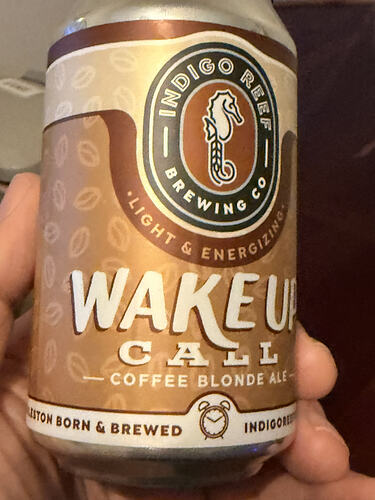 INDIGO REEF
BREWING CO
· LIGHT & ENERGIZING ·
WAKE UP
CALL
— COFFEE BLONDE ALE —
BORN & BREWED